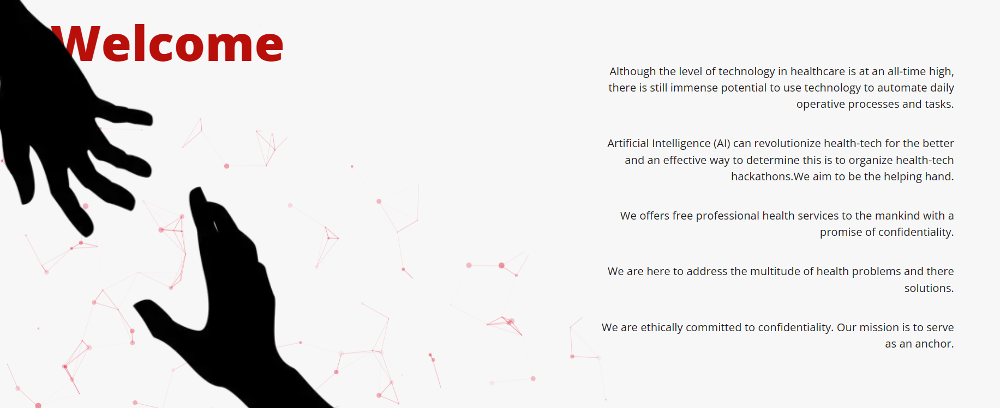 Welcome
Although the level of technology in healthcare is at an all-time high,
there is still immense potential to use technology to automate daily
operative processes and tasks.
Artificial Intelligence (AI) can revolutionize health-tech for the better
and an effective way to determine this is to organize health-tech
hackathons.We aim to be the helping hand.
We offers free professional health services to the mankind with a
promise of confidentiality.
We are here to address the multitude of health problems and there
solutions.
We are ethically committed to confidentiality. Our mission is to serve
as an anchor.